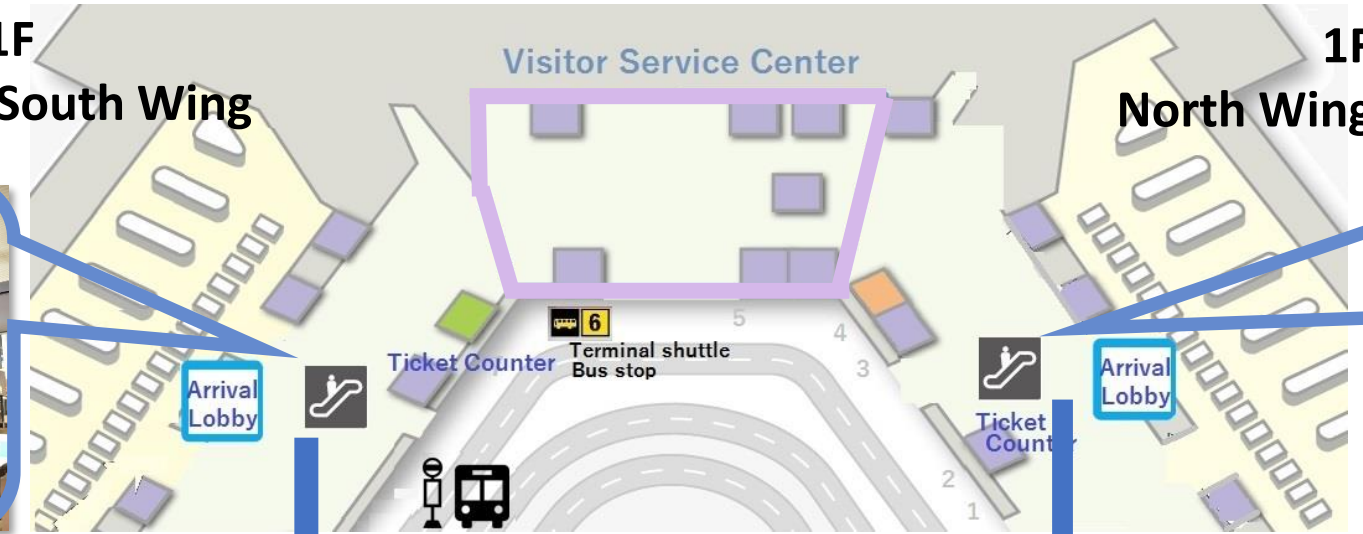 1F
South Wing
Visitor Service Center
1F
North Wing
6
Terminal shuttle
Bus stop
5
4
3
Ticket Counter
Arrival
Lobby
Arrival
Lobby
Ticket
Counter
2
1